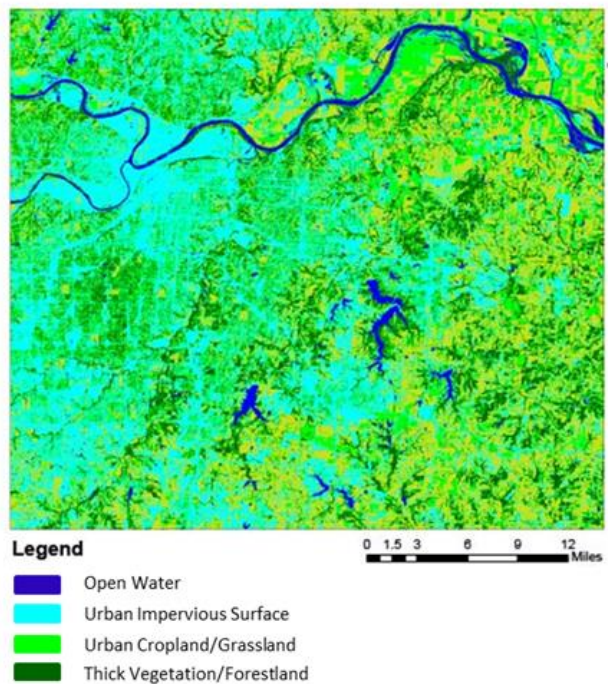 Legend
0 1.5 3 6 9 12
Miles
Open Water
Urban Impervious Surface
Urban Cropland/Grassland
Thick Vegetation/Forestland